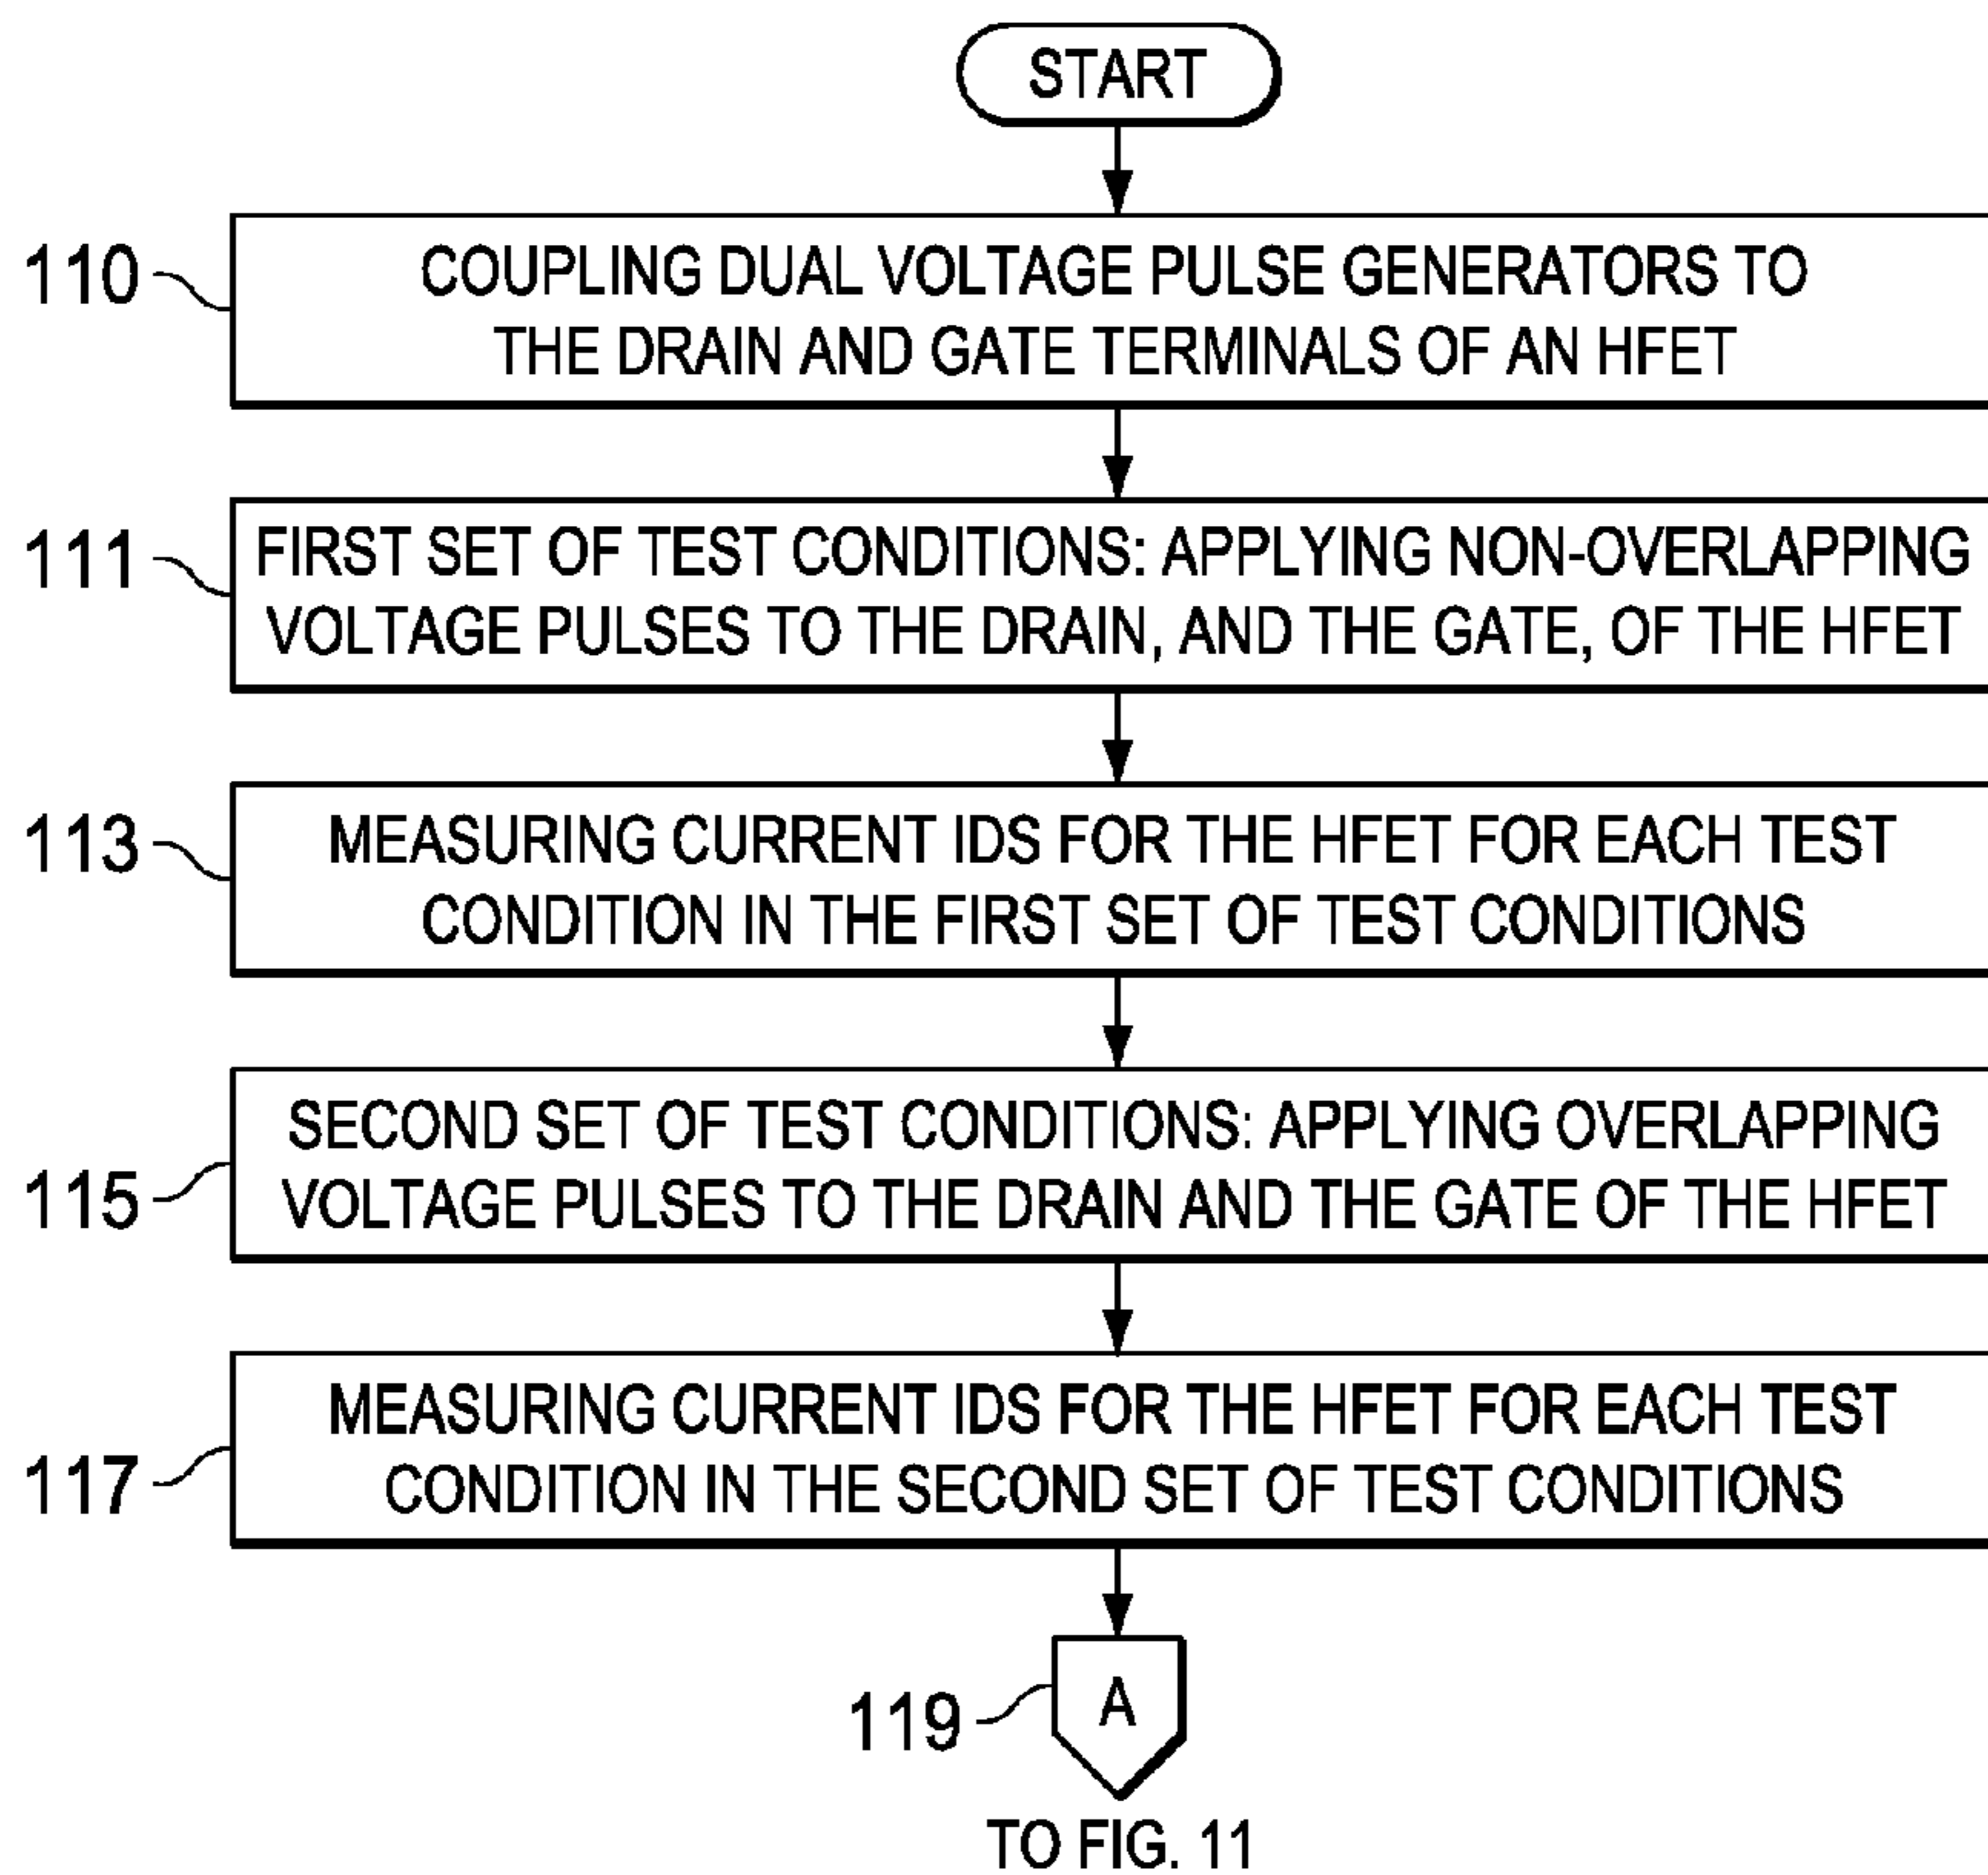 START
110
COUPLING DUAL VOLTAGE PULSE GENERATORS TO
THE DRAIN AND GATE TERMINALS OF AN HFET
111
FIRST SET OF TEST CONDITIONS: APPLYING NON-OVERLAPPING
VOLTAGE PULSES TO THE DRAIN, AND THE GATE, OF THE HFET
113
MEASURING CURRENT IDS FOR THE HFET FOR EACH TEST
CONDITION IN THE FIRST SET OF TEST CONDITIONS
115
SECOND SET OF TEST CONDITIONS: APPLYING OVERLAPPING
VOLTAGE PULSES TO THE DRAIN AND THE GATE OF THE HFET
117
MEASURING CURRENT IDS FOR THE HFET FOR EACH TEST
CONDITION IN THE SECOND SET OF TEST CONDITIONS
119
A
TO FIG. 11